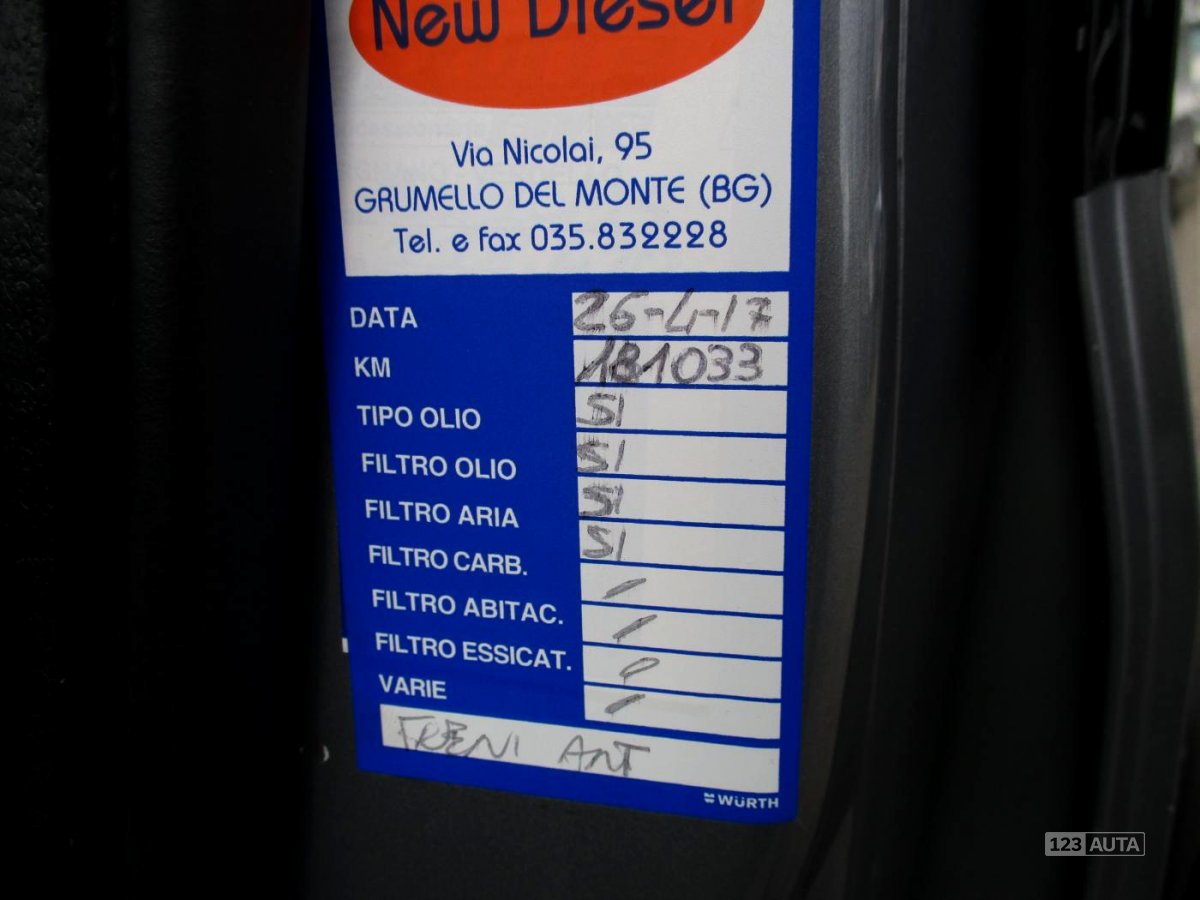 New Diesel
Via Nicolai, 95
GRUMELLO DEL MONTE (BG)
Tel. e fax 035.832228
DATA 26-4-17
KM 181033
TIPO OLIO SI
FILTRO OLIO SI
FILTRO ARIA SI
FILTRO CARB. SI
FILTRO ABITAC. /
FILTRO ESSICAT. /
VARIE
FRENI ANT
WÜRTH
123 AUTA